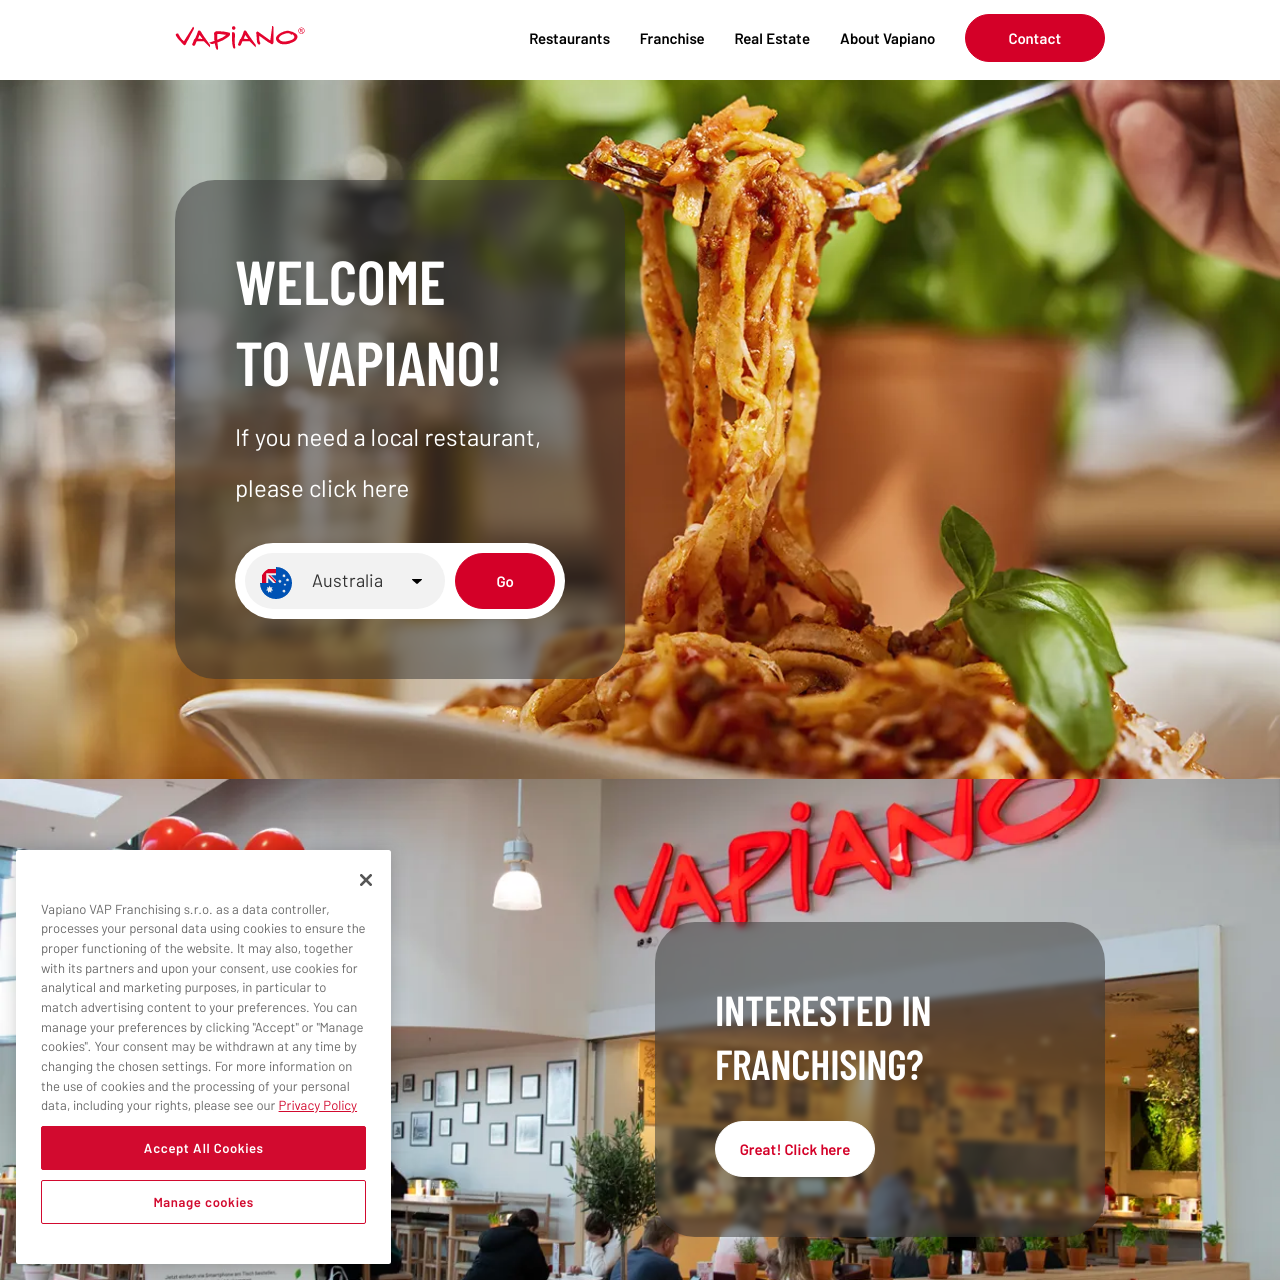 VAPIANO®
Restaurants
Franchise
Real Estate
About Vapiano
Contact
WELCOME
TO VAPIANO!
If you need a local restaurant,
please click here
Australia
Go
VAPIANO
INTERESTED IN
FRANCHISING?
Great! Click here
Vapiano VAP Franchising s.r.o. as a data controller,
processes your personal data using cookies to ensure the
proper functioning of the website. It may also, together
with its partners and upon your consent, use cookies for
analytical and marketing purposes, in particular to
match advertising content to your preferences. You can
manage your preferences by clicking "Accept" or "Manage
cookies". Your consent may be withdrawn at any time by
changing the chosen settings. For more information on
the use of cookies and the processing of your personal
data, including your rights, please see our Privacy Policy
Accept All Cookies
Manage cookies